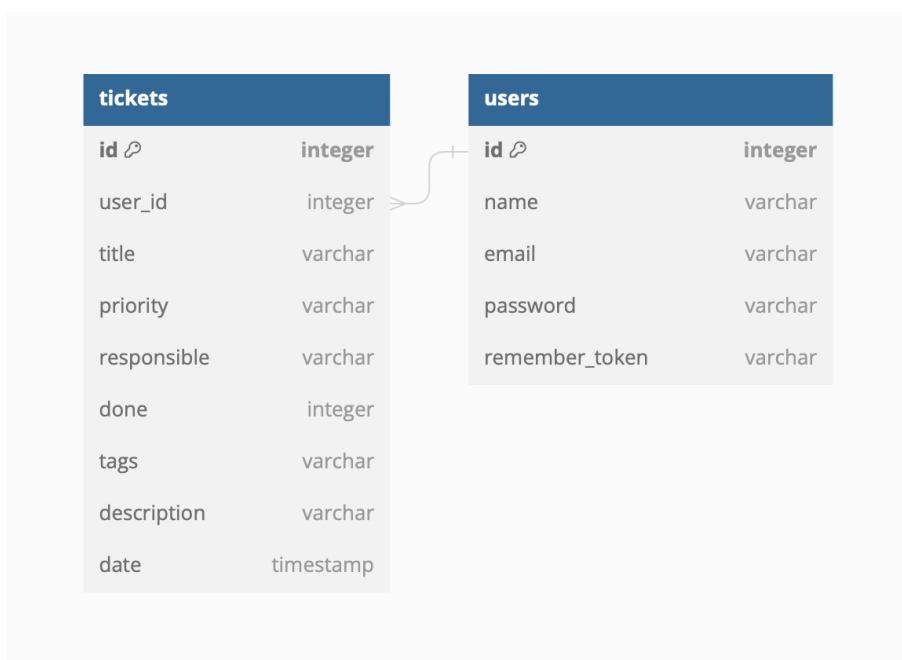 tickets
id integer
user_id integer
title varchar
priority varchar
responsible varchar
done integer
tags varchar
description varchar
date timestamp
users
id integer
name varchar
email varchar
password varchar
remember_token varchar